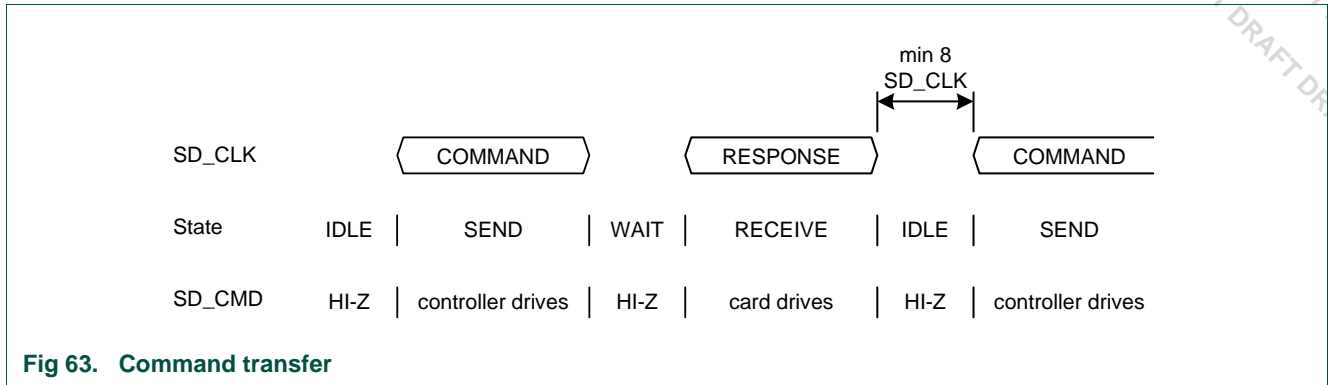 DRAFT
min 8
SD_CLK
SD_CLK COMMAND RESPONSE COMMAND
State IDLE SEND WAIT RECEIVE IDLE SEND
SD_CMD HI-Z controller drives HI-Z card drives HI-Z controller drives
Fig 63. Command transfer